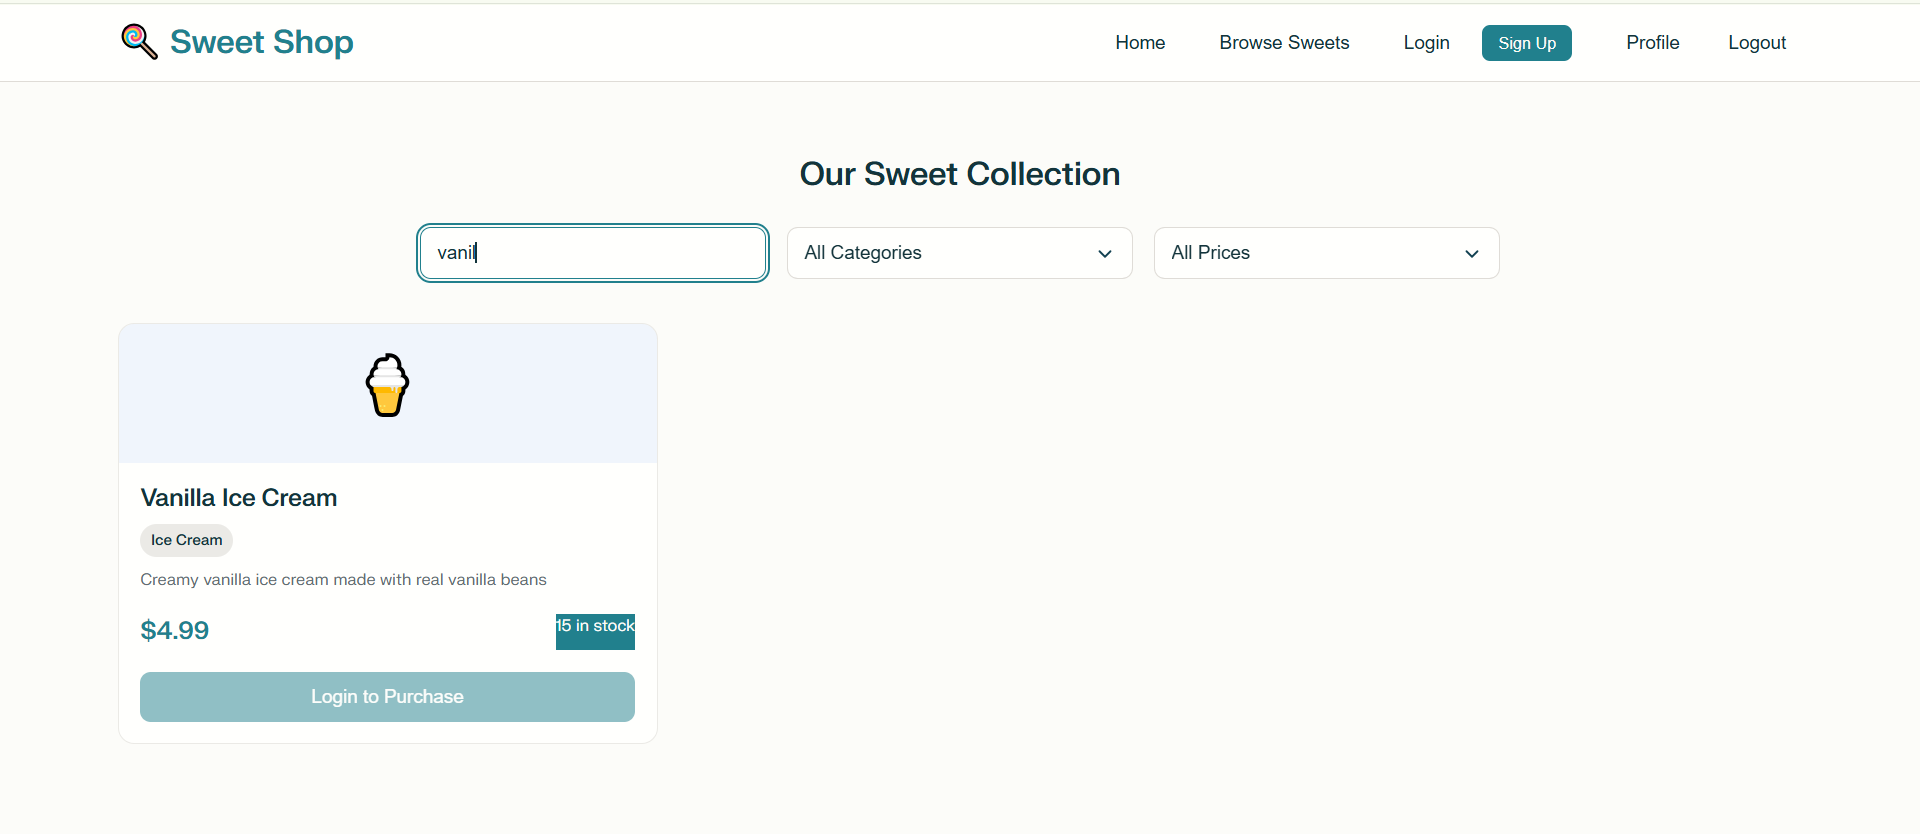 Sweet Shop
Home Browse Sweets Login Sign Up Profile Logout
Our Sweet Collection
vanil
All Categories
All Prices
Vanilla Ice Cream
Ice Cream
Creamy vanilla ice cream made with real vanilla beans
$4.99
15 in stock
Login to Purchase